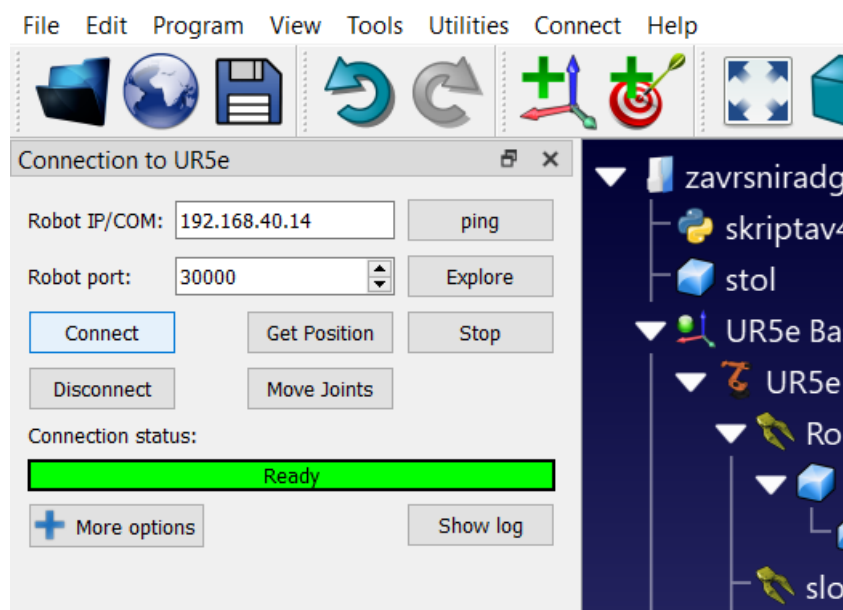 File Edit Program View Tools Utilities Connect Help
Connection to UR5e
Robot IP/COM: 192.168.40.14 ping
Robot port: 30000 Explore
Connect Get Position Stop
Disconnect Move Joints
Connection status:
Ready
More options Show log
zavrsniradg
skriptav4
stol
UR5e Ba
UR5e
Ro
slo